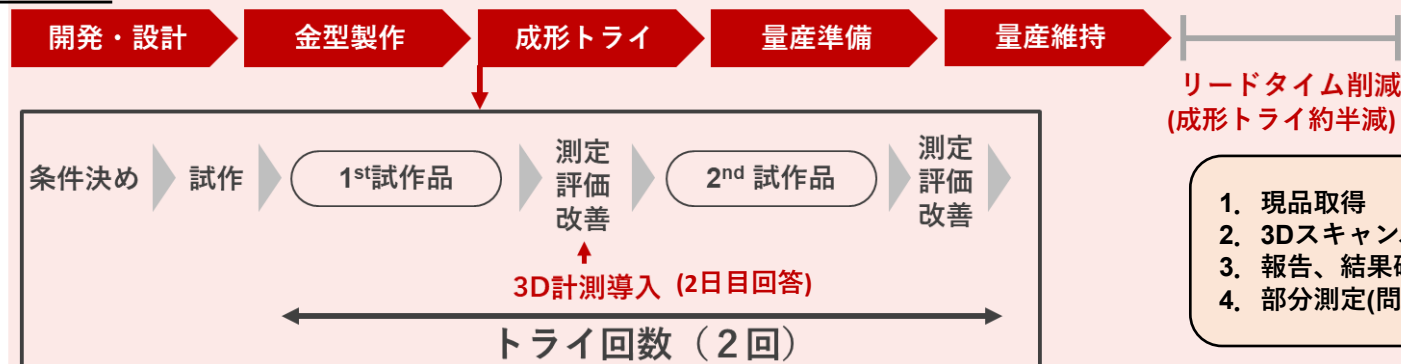 開発・設計
金型製作
成形トライ
量産準備
量産維持
リードタイム削減
(成形トライ約半減)
条件決め
試作
1st試作品
測定
評価
改善
2nd 試作品
測定
評価
改善
3D計測導入 (2日目回答)
トライ回数（２回）
1. 現品取得
2. 3Dスキャン
3. 報告、結果
4. 部分測定(問